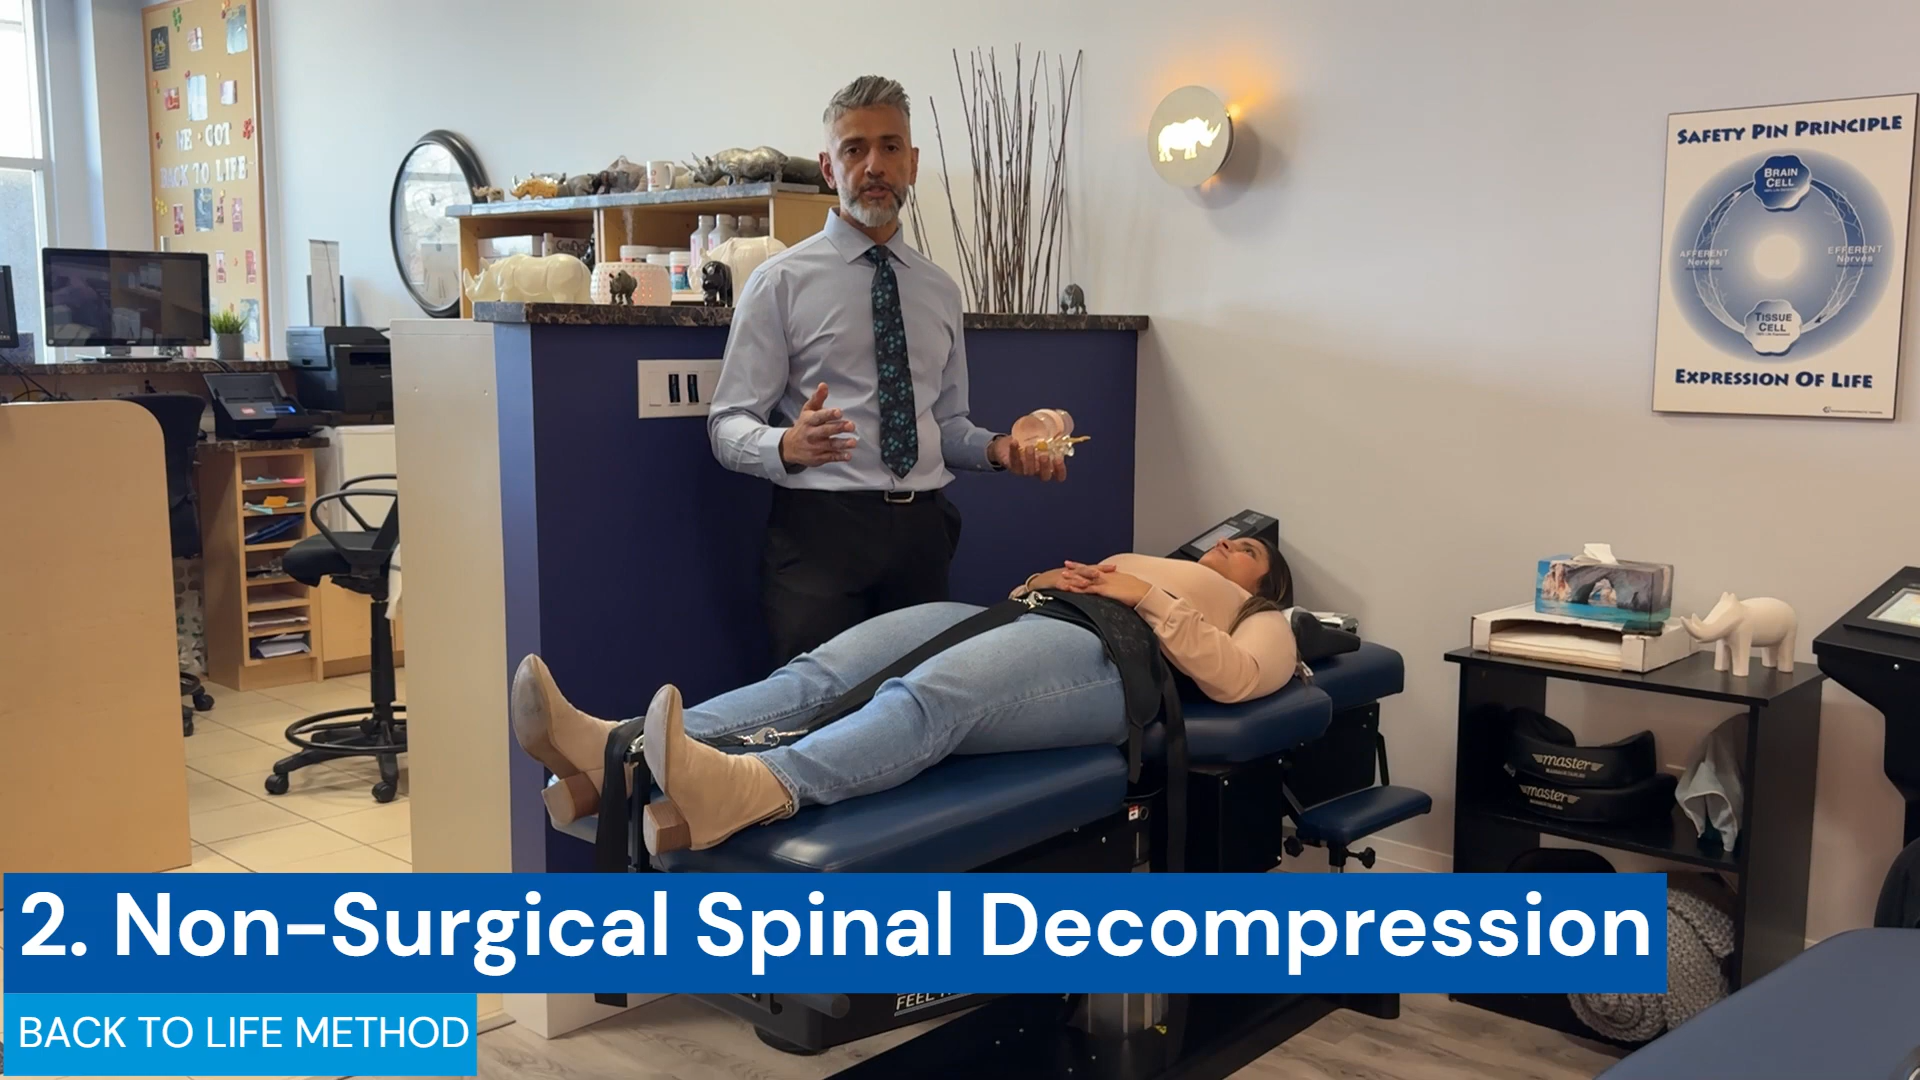 WE GOT
BACK TO LIFE
SAFETY PIN PRINCIPLE
BRAIN
CELL
AFFERENT
Nerves
EFFERENT
Nerves
TISSUE
CELL
EXPRESSION OF LIFE
master
master
2. Non-Surgical Spinal Decompression
FEEL
BACK TO LIFE METHOD